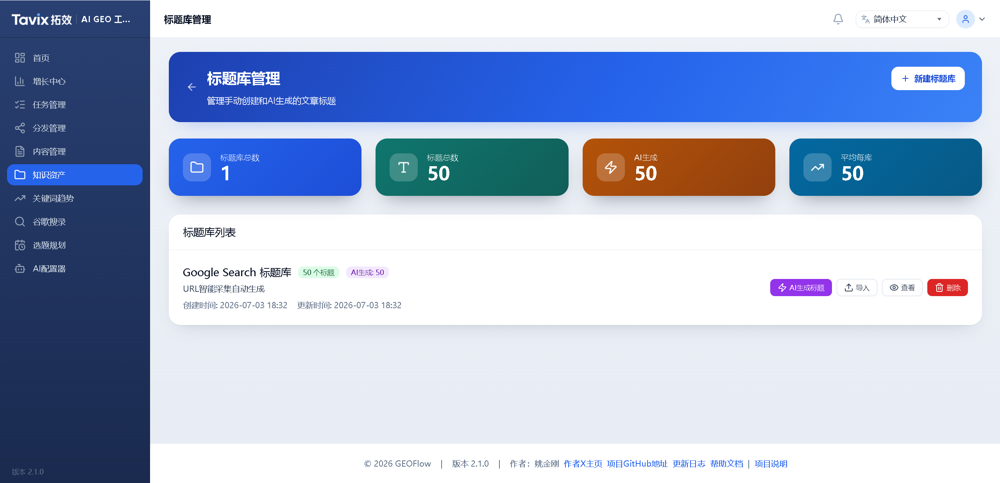 Tavix 拓效 AI GEO 工...
标题库管理
简体中文
首页
增长中心
任务管理
分发管理
内容管理
知识资产
关键词趋势
谷歌搜录
选题规划
AI配置器
版本 2.1.0
标题库管理
管理手动创建和AI生成的文章标题
新建标题库
标题库总数
1
标题总数
50
AI生成
50
平均每库
50
标题库列表
Google Search 标题库 50 个标题 AI生成: 50
URL智能采集自动生成
创建时间: 2026-07-03 18:32 更新时间: 2026-07-03 18:32
AI生成标题 导入 查看 删除
© 2026 GEOFlow | 版本 2.1.0 | 作者：姚金刚 作者X主页 项目GitHub地址 更新日志 帮助文档 | 项目说明